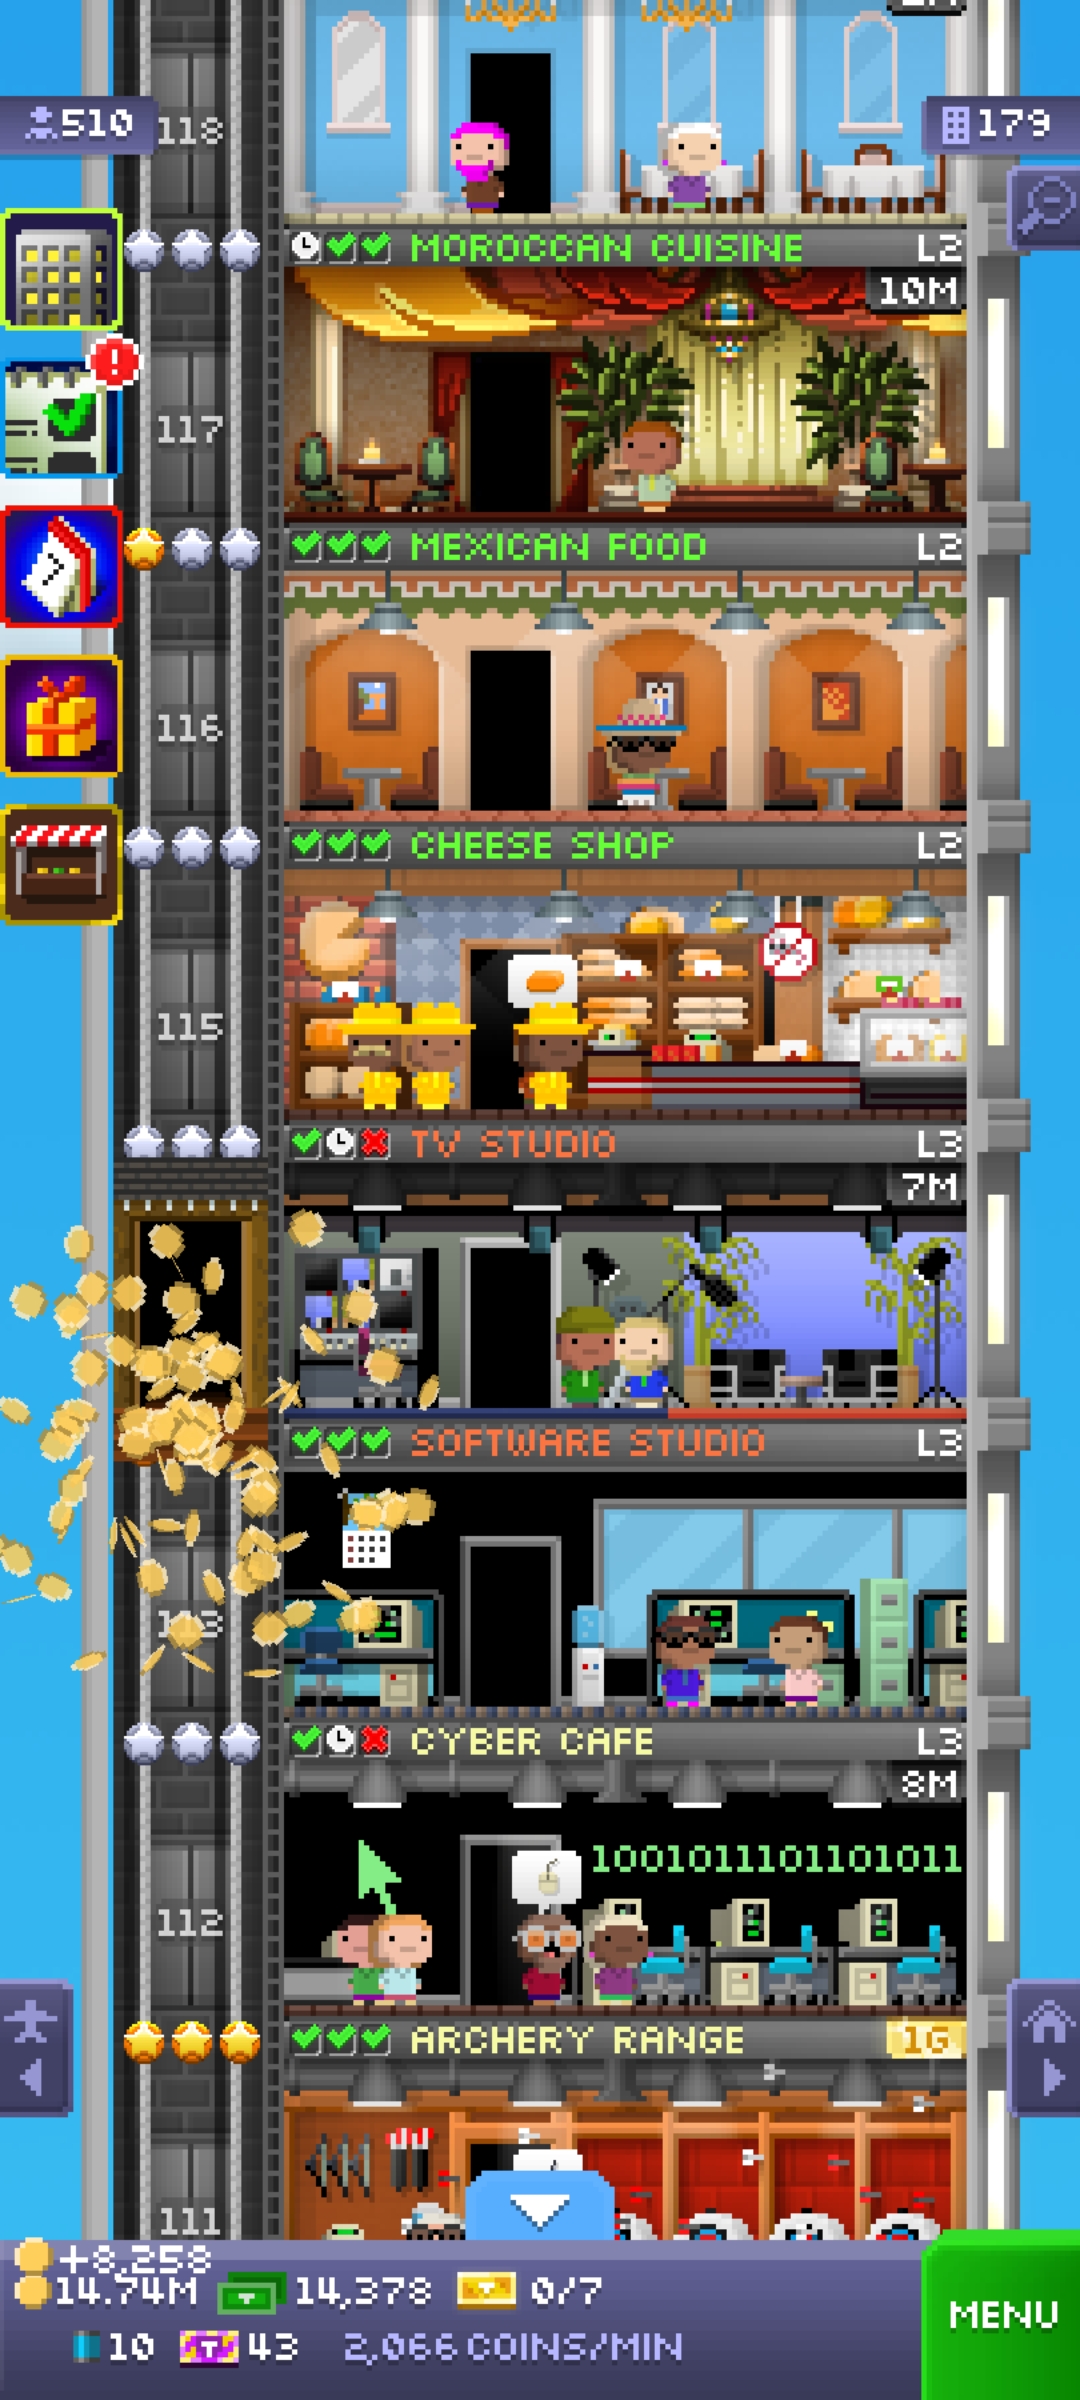 510
118
179
MOROCCAN CUISINE L2
10M
117
MEXICAN FOOD L2
116
CHEESE SHOP L2
115
TV STUDIO L3
7M
SOFTWARE STUDIO L3
113
CYBER CAFE L3
8M
1001011101101011
112
ARCHERY RANGE 1G
111
+8,258
14.74M 14,378 0/7
MENU
10 43 2,066 COINS/MIN